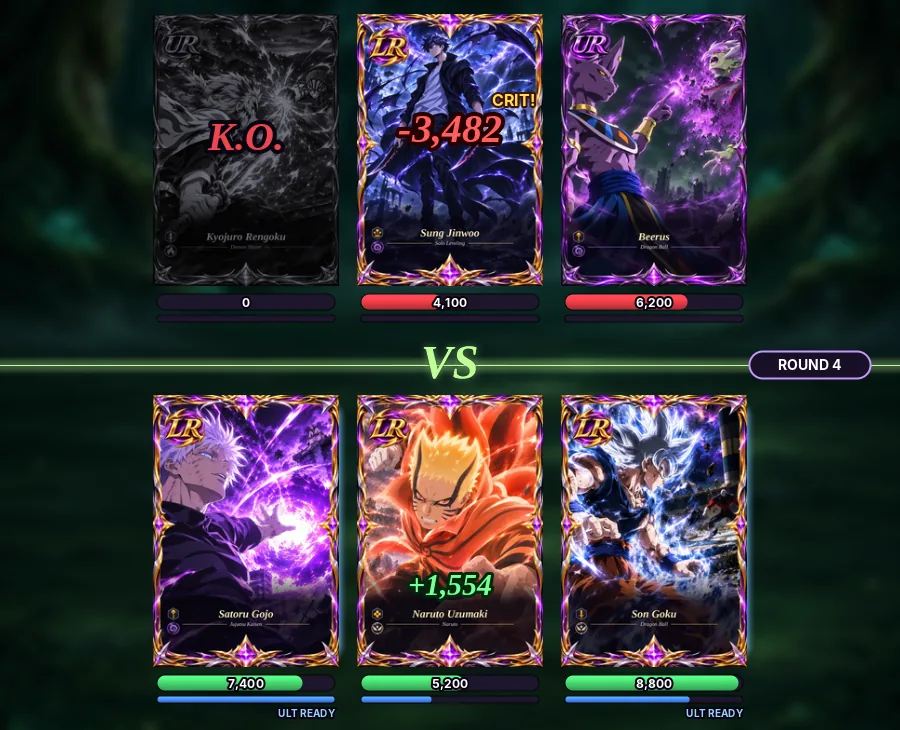 UR
LR
UR
CRIT!
K.O.
-3,482
Kyojuro Rengoku
Demon Slayer
Sung Jinwoo
Solo Leveling
Beerus
Dragon Ball
0
4,100
6,200
VS
ROUND 4
LR
LR
LR
+1,554
Satoru Gojo
Jujutsu Kaisen
Naruto Uzumaki
Naruto
Son Goku
Dragon Ball
7,400
5,200
8,800
ULT READY
ULT READY